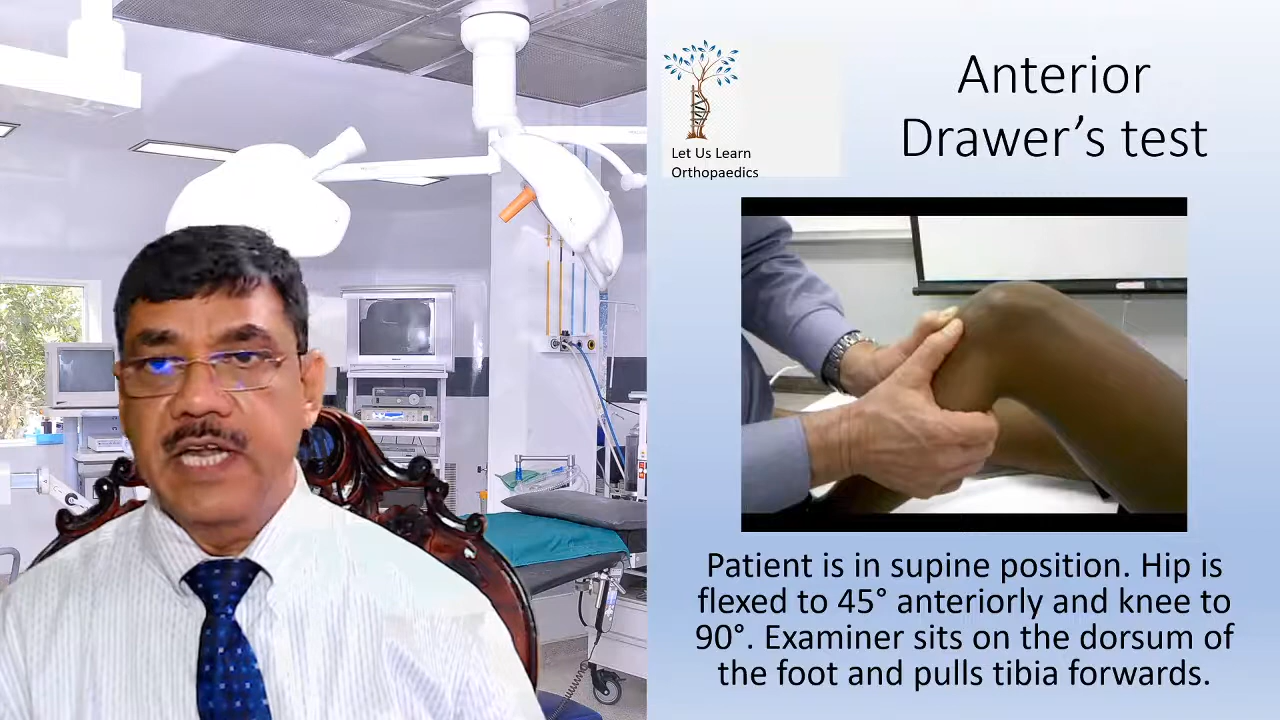 Let Us Learn
Orthopaedics
Anterior
Drawer’s test
Patient is in supine position. Hip is
flexed to 45° anteriorly and knee to
90°. Examiner sits on the dorsum of
the foot and pulls tibia forwards.